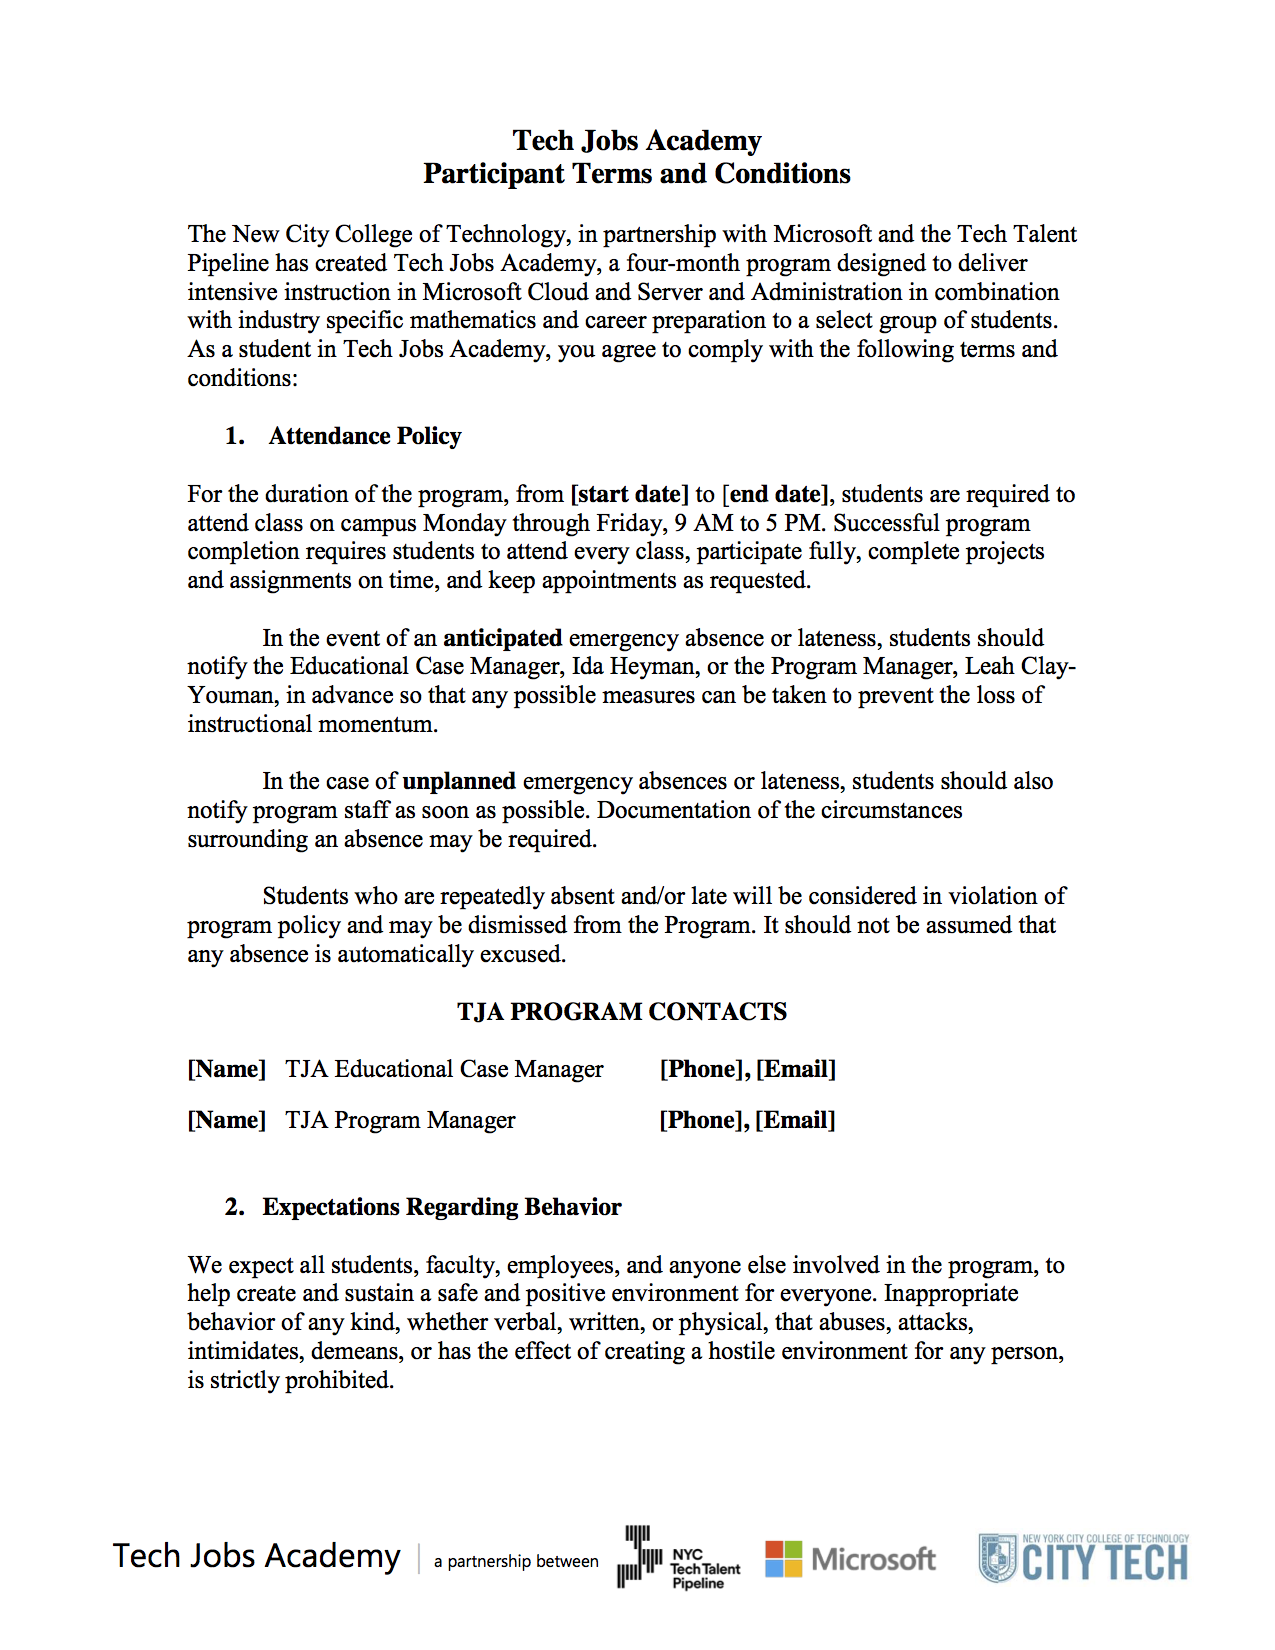 Tech Jobs Academy
Participant Terms and Conditions
The New City College of Technology, in partnership with Microsoft and the Tech Talent
Pipeline has created Tech Jobs Academy, a four-month program designed to deliver
intensive instruction in Microsoft Cloud and Server and Administration in combination
with industry specific mathematics and career preparation to a select group of students.
As a student in Tech Jobs Academy, you agree to comply with the following terms and
conditions:
1. Attendance Policy
For the duration of the program, from [start date] to [end date], students are required to
attend class on campus Monday through Friday, 9 AM to 5 PM. Successful program
completion requires students to attend every class, participate fully, complete projects
and assignments on time, and keep appointments as requested.
In the event of an anticipated emergency absence or lateness, students should
notify the Educational Case Manager, Ida Heyman, or the Program Manager, Leah Clay-
Youman, in advance so that any possible measures can be taken to prevent the loss of
instructional momentum.
In the case of unplanned emergency absences or lateness, students should also
notify program staff as soon as possible. Documentation of the circumstances
surrounding an absence may be required.
Students who are repeatedly absent and/or late will be considered in violation of
program policy and may be dismissed from the Program. It should not be assumed that
any absence is automatically excused.
TJA PROGRAM CONTACTS
[Name] TJA Educational Case Manager [Phone], [Email]
[Name] TJA Program Manager [Phone], [Email]
2. Expectations Regarding Behavior
We expect all students, faculty, employees, and anyone else involved in the program, to
help create and sustain a safe and positive environment for everyone. Inappropriate
behavior of any kind, whether verbal, written, or physical, that abuses, attacks,
intimidates, demeans, or has the effect of creating a hostile environment for any person,
is strictly prohibited.
Tech Jobs Academy | a partnership between
NYC
Tech Talent
Pipeline
Microsoft
NEW YORK CITY COLLEGE OF TECHNOLOGY
CITY TECH